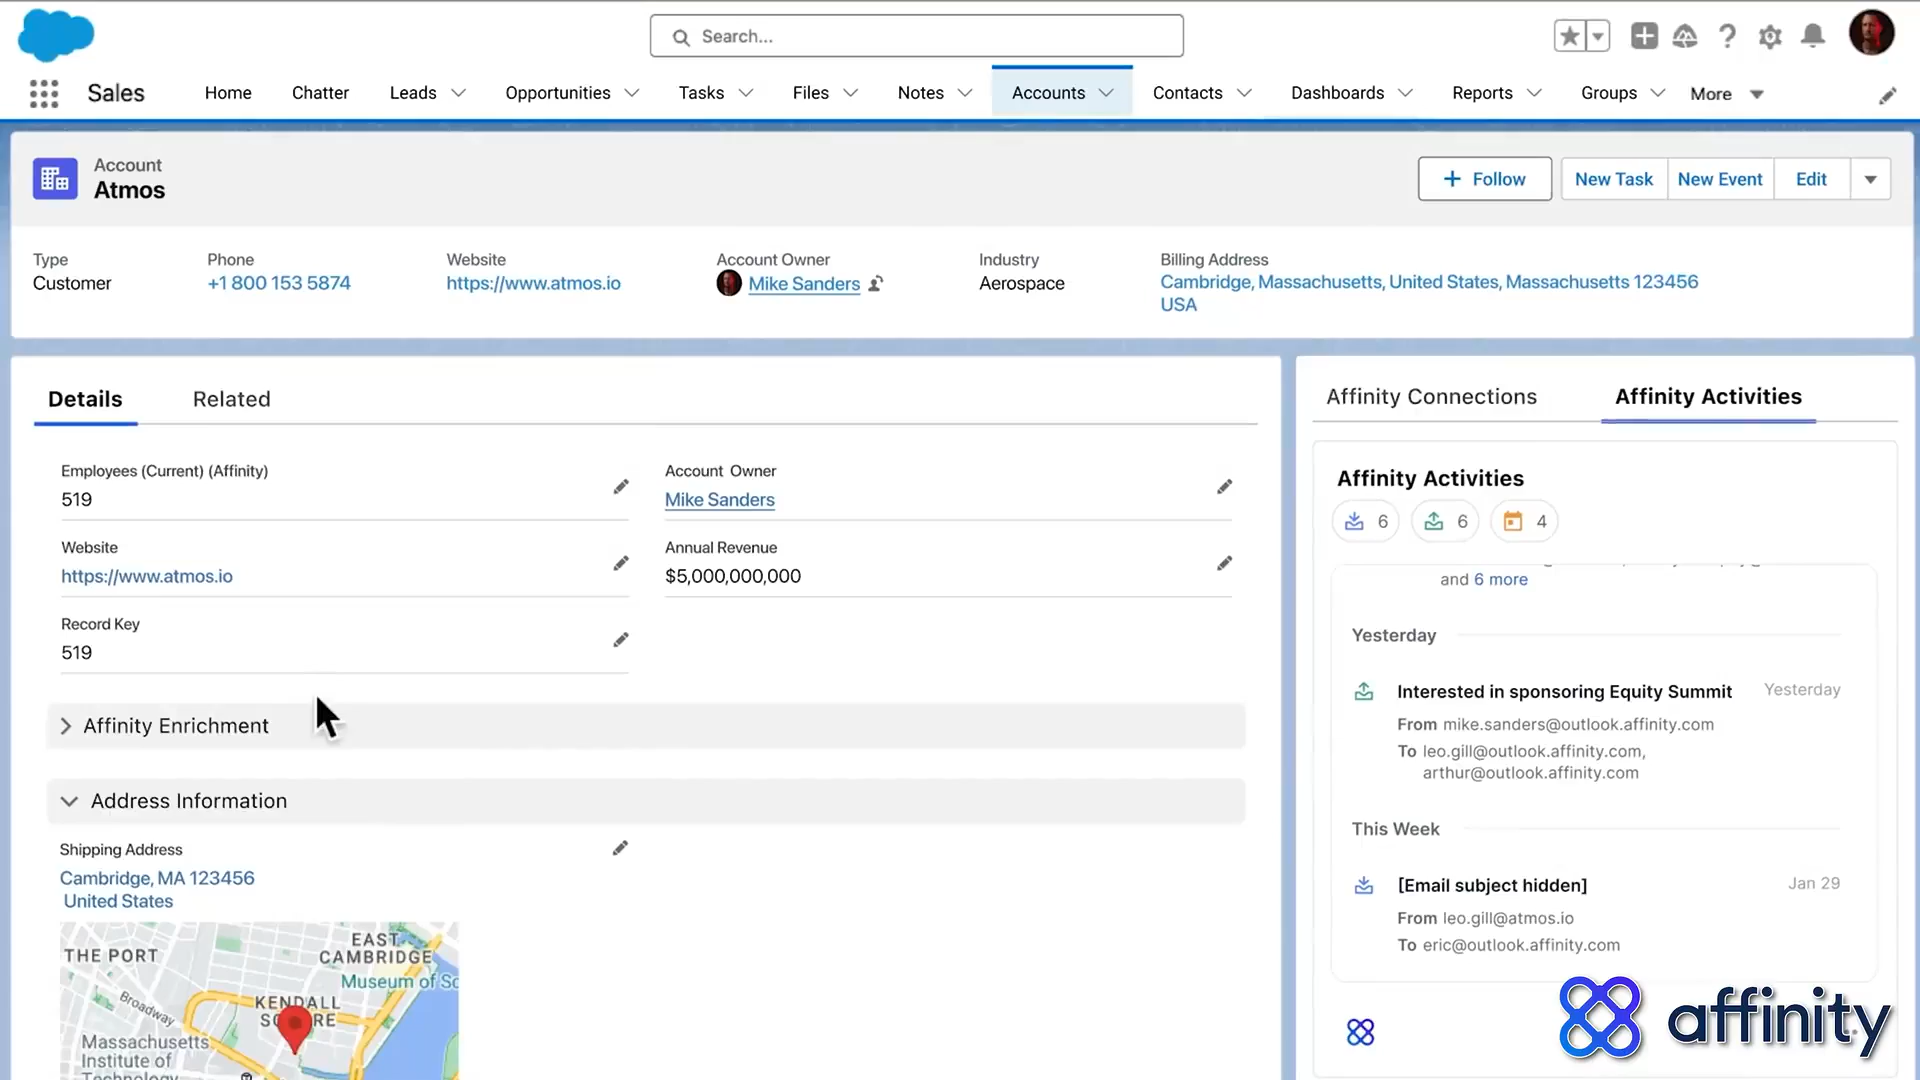 Search...
Sales
Home
Chatter
Leads
Opportunities
Tasks
Files
Notes
Accounts
Contacts
Dashboards
Reports
Groups
More
Account
Atmos
+ Follow
New Task
New Event
Edit
Type
Customer
Phone
+1 800 153 5874
Website
https://www.atmos.io
Account Owner
Mike Sanders
Industry
Aerospace
Billing Address
Cambridge, Massachusetts, United States, Massachusetts 123456
USA
Details
Related
Employees (Current) (Affinity)
519
Account Owner
Mike Sanders
Website
https://www.atmos.io
Annual Revenue
$5,000,000,000
Record Key
519
Affinity Enrichment
Address Information
Shipping Address
Cambridge, MA 123456
United States
THE PORT
EAST
CAMBRIDGE
Museum of Sc
Broadway
KENDALL
Massachusetts
Institute of
Technology
Affinity Connections
Affinity Activities
Affinity Activities
6
6
4
and 6 more
Yesterday
Interested in sponsoring Equity Summit
Yesterday
From mike.sanders@outlook.affinity.com
To leo.gill@outlook.affinity.com,
arthur@outlook.affinity.com
This Week
[Email subject hidden]
Jan 29
From leo.gill@atmos.io
To eric@outlook.affinity.com
affinity